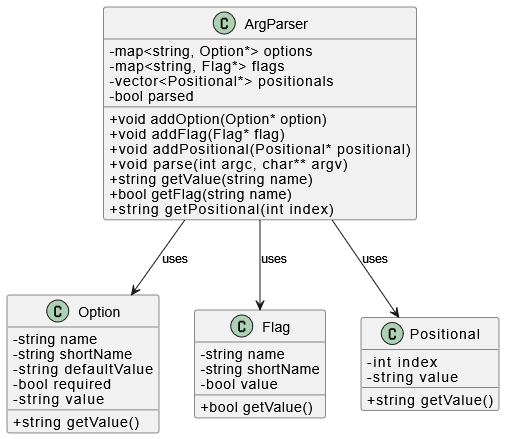 C ArgParser
-map<string, Option*> options
-map<string, Flag*> flags
-vector<Positional*> positionals
-bool parsed
+void addOption(Option* option)
+void addFlag(Flag* flag)
+void addPositional(Positional* positional)
+void parse(int argc, char** argv)
+string getValue(string name)
+bool getFlag(string name)
+string getPositional(int index)
uses
uses
uses
C Option
-string name
-string shortName
-string defaultValue
-bool required
-string value
+string getValue()
C Flag
-string name
-string shortName
-bool value
+bool getValue()
C Positional
-int index
-string value
+string getValue()